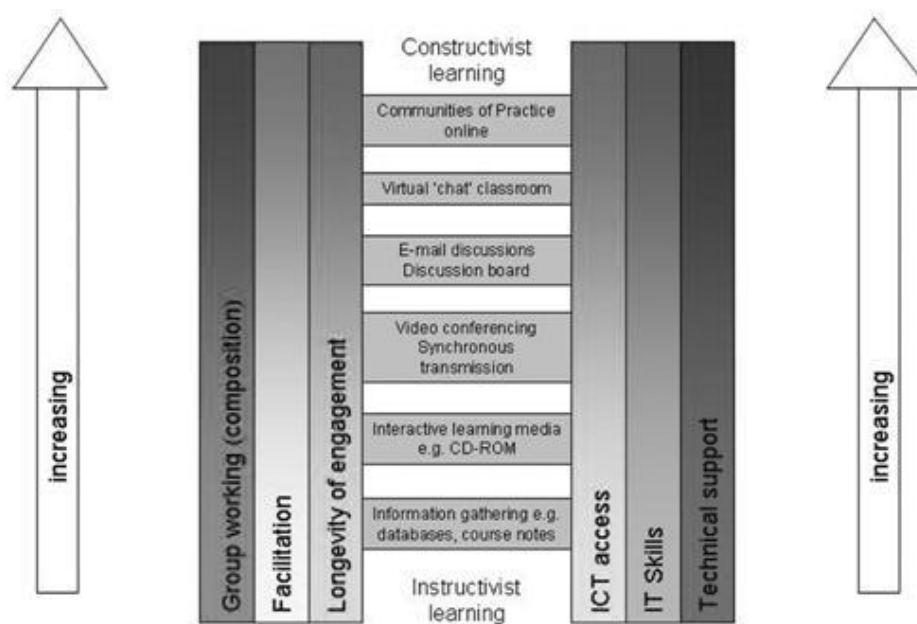 increasing
Group working (composition)
Facilitation
Longevity of engagement
Constructivist
learning
Communities of Practice
online
Virtual 'chat' classroom
E-mail discussions
Discussion board
Video conferencing
Synchronous
transmission
Interactive learning media
e.g. CD-ROM
Information gathering e.g.
databases, course notes
Instructivist
learning
ICT access
IT Skills
Technical support
increasing